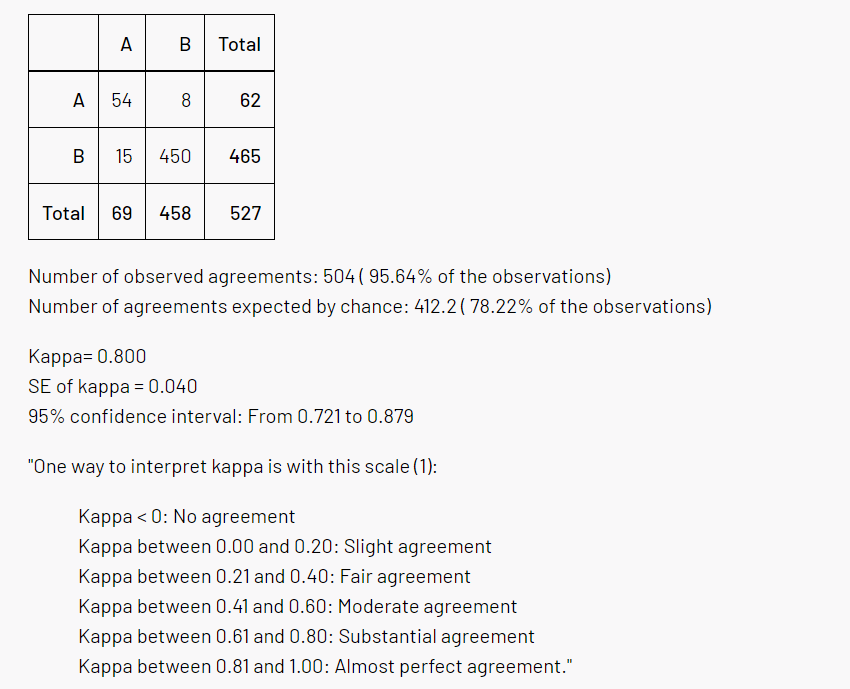 A B Total
A 54 8 62
B 15 450 465
Total 69 458 527
Number of observed agreements: 504 ( 95.64% of the observations)
Number of agreements expected by chance: 412.2 ( 78.22% of the observations)
Kappa= 0.800
SE of kappa = 0.040
95% confidence interval: From 0.721 to 0.879
"One way to interpret kappa is with this scale (1):
Kappa < 0: No agreement
Kappa between 0.00 and 0.20: Slight agreement
Kappa between 0.21 and 0.40: Fair agreement
Kappa between 0.41 and 0.60: Moderate agreement
Kappa between 0.61 and 0.80: Substantial agreement
Kappa between 0.81 and 1.00: Almost perfect agreement."